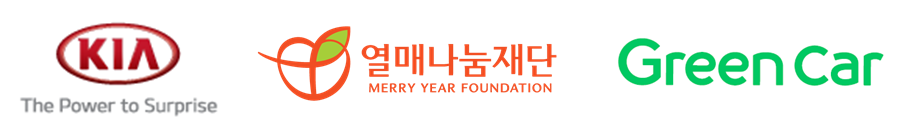 KIA
The Power to Surprise
열매나눔재단
MERRY YEAR FOUNDATION
Green Car